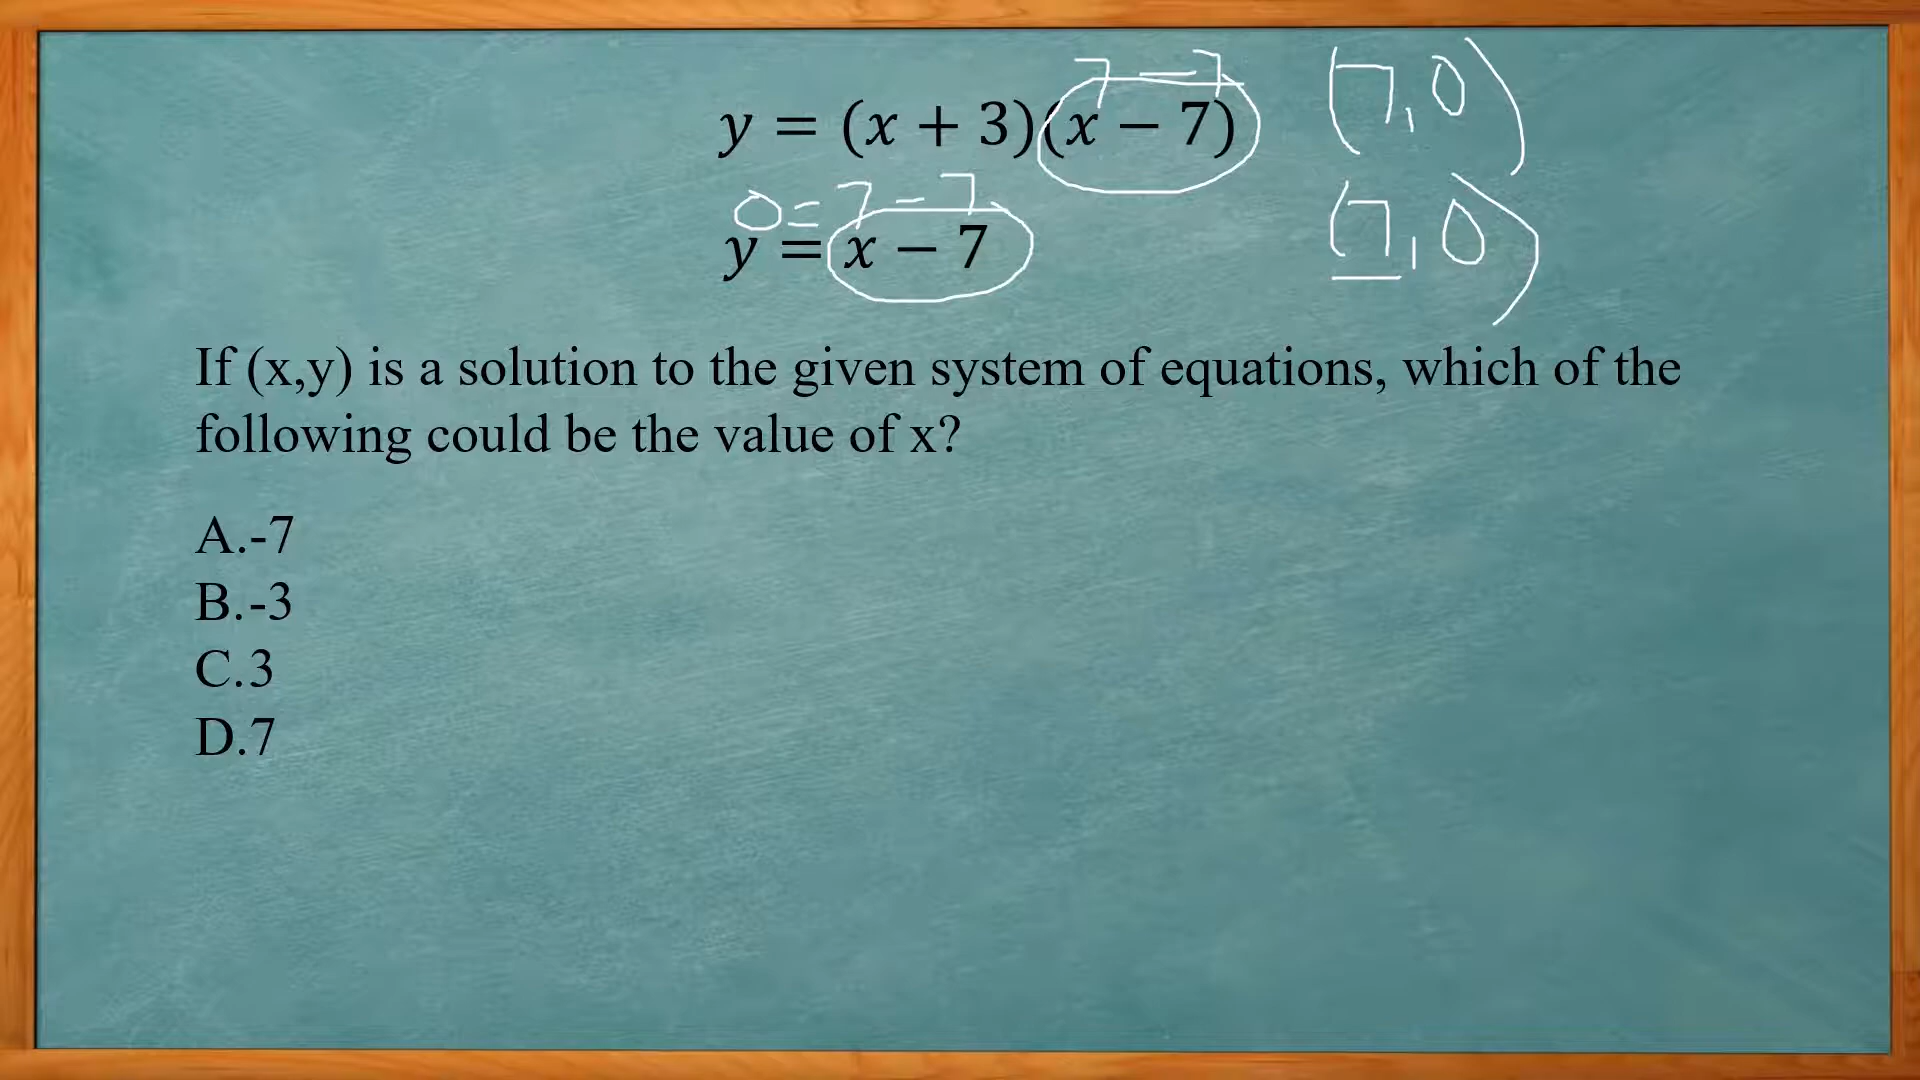 7 - 7 (7,0)
y = (x + 3)(x − 7)
0 = 7 - 7 (7,0)
y = x − 7
If (x,y) is a solution to the given system of equations, which of the
following could be the value of x?
A.-7
B.-3
C.3
D.7